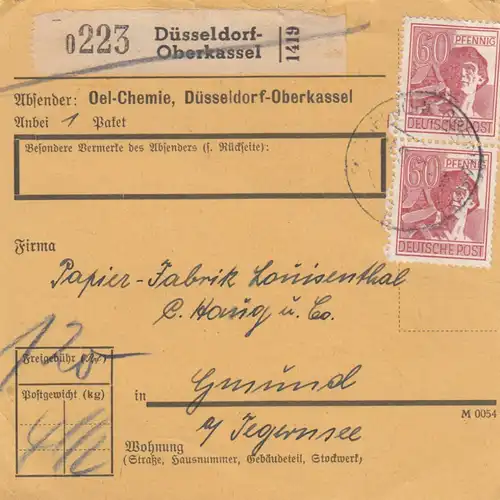 0223
Düsseldorf-
Oberkassel
1419
60 PFENNIG
DEUTSCHE POST
60 PFENNIG
DEUTSCHE POST
Absender: Oel-Chemie, Düsseldorf-Oberkassel
Anbei 1 Paket
Besondere Vermerke des Absenders (s. Rückseite):
Firma
Papier-Fabrik Louisenthal
C. Haug u. Co.
120
Freigebühr
Postgewicht (kg)
in Gmünd
M 0054
a/Tegernsee
Wohnung
(Straße, Hausnummer, Gebäudeteil, Stockwerk)